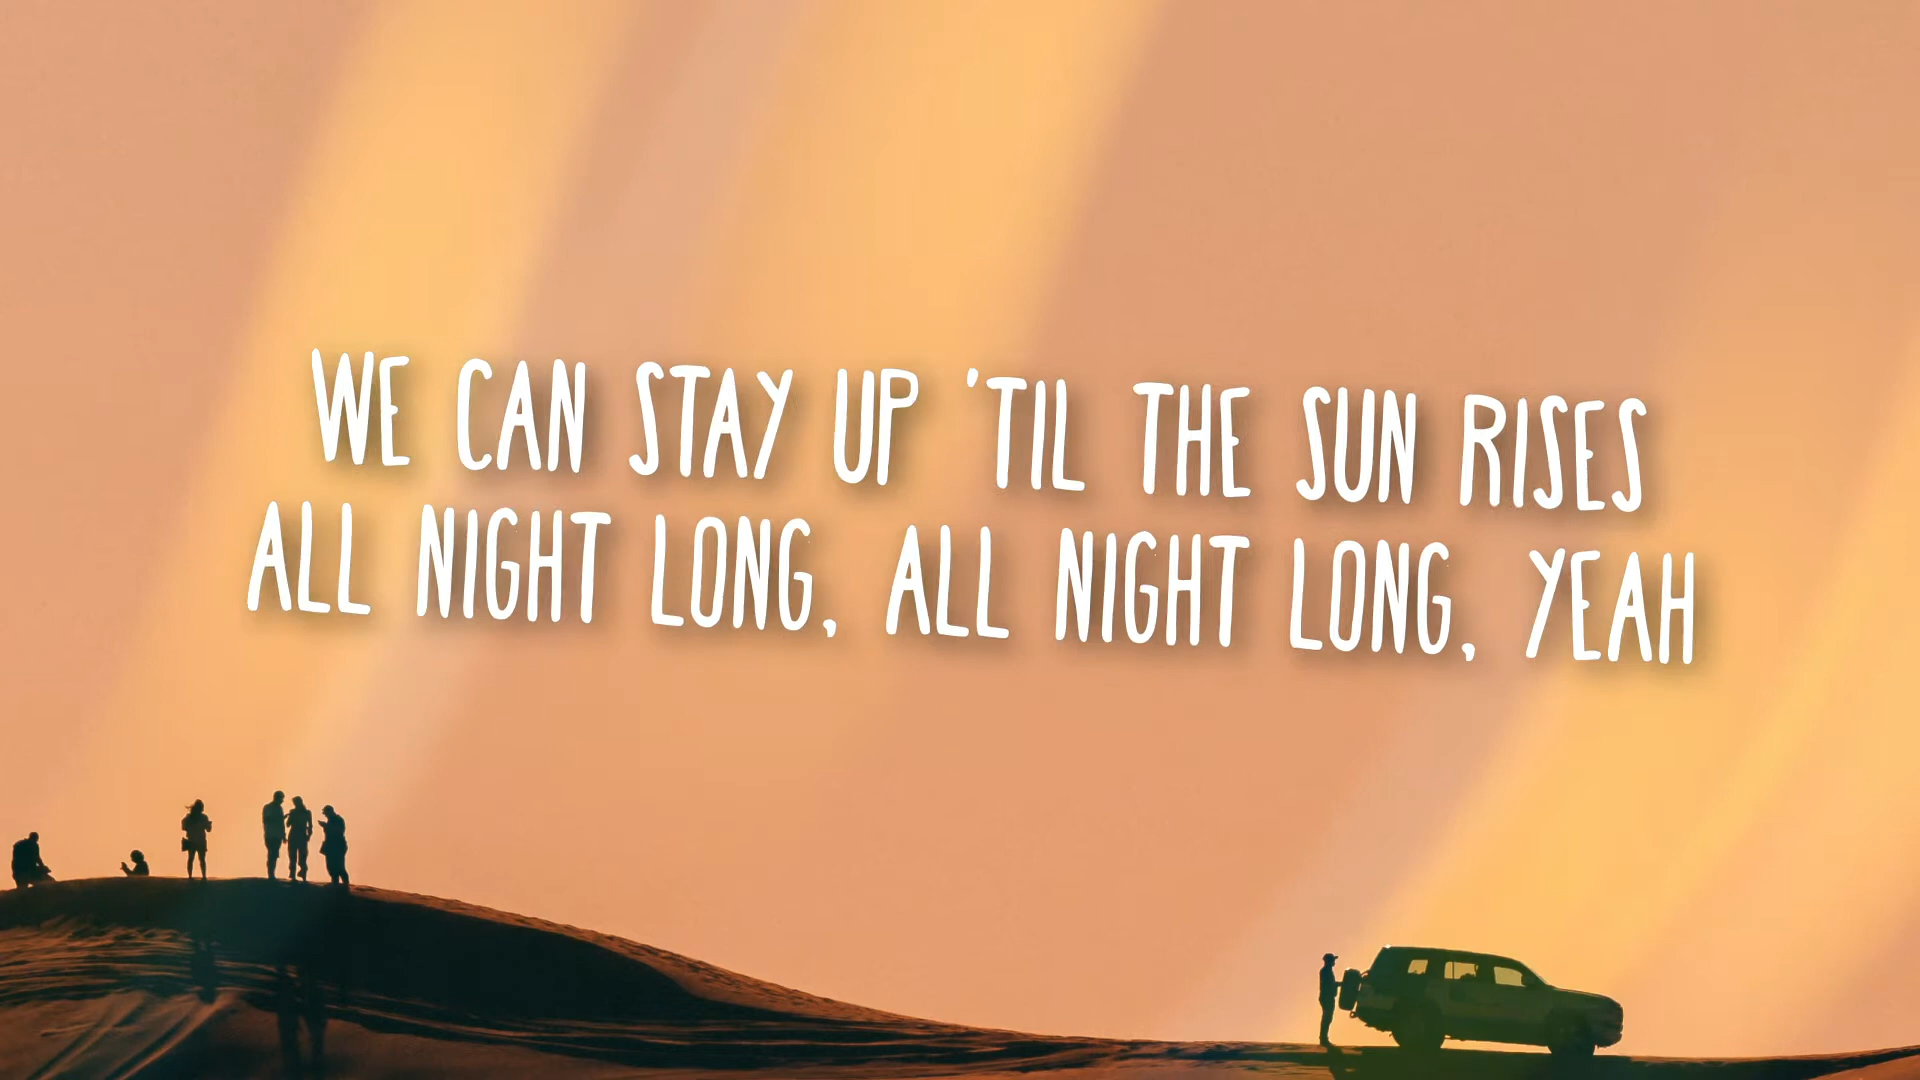 WE CAN STAY UP 'TIL THE SUN RISES
ALL NIGHT LONG, ALL NIGHT LONG, YEAH